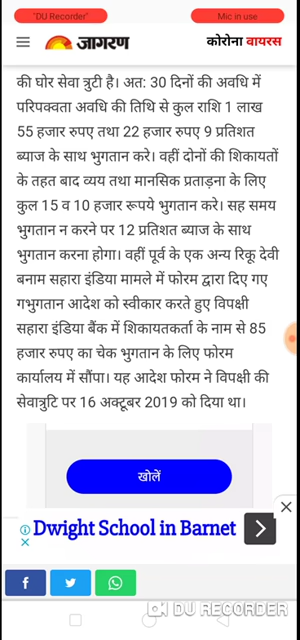 "DU Recorder"
Mic in use
जागरण
कोरोना वायरस
की घोर सेवा त्रुटी है। अत: 30 दिनों की अवधि में
परिपक्वता अवधि की तिथि से कुल राशि 1 लाख
55 हजार रुपए तथा 22 हजार रुपए 9 प्रतिशत
ब्याज के साथ भुगतान करे। वहीं दोनों की शिकायतों
के तहत बाद व्यय तथा मानसिक प्रताड़ना के लिए
कुल 15 व 10 हजार रूपये भुगतान करे। सह समय
भुगतान न करने पर 12 प्रतिशत ब्याज के साथ
भुगतान करना होगा। वहीं पूर्व के एक अन्य रिकू देवी
बनाम सहारा इंडिया मामले में फोरम द्वारा दिए गए
गभुगतान आदेश को स्वीकार करते हुए विपक्षी
सहारा इंडिया बैंक में शिकायतकर्ता के नाम से 85
हजार रुपए का चेक भुगतान के लिए फोरम
कार्यालय में सौंपा। यह आदेश फोरम ने विपक्षी की
सेवात्रुटि पर 16 अक्टूबर 2019 को दिया था।
खोलें
Dwight School in Barnet
DU RECORDER